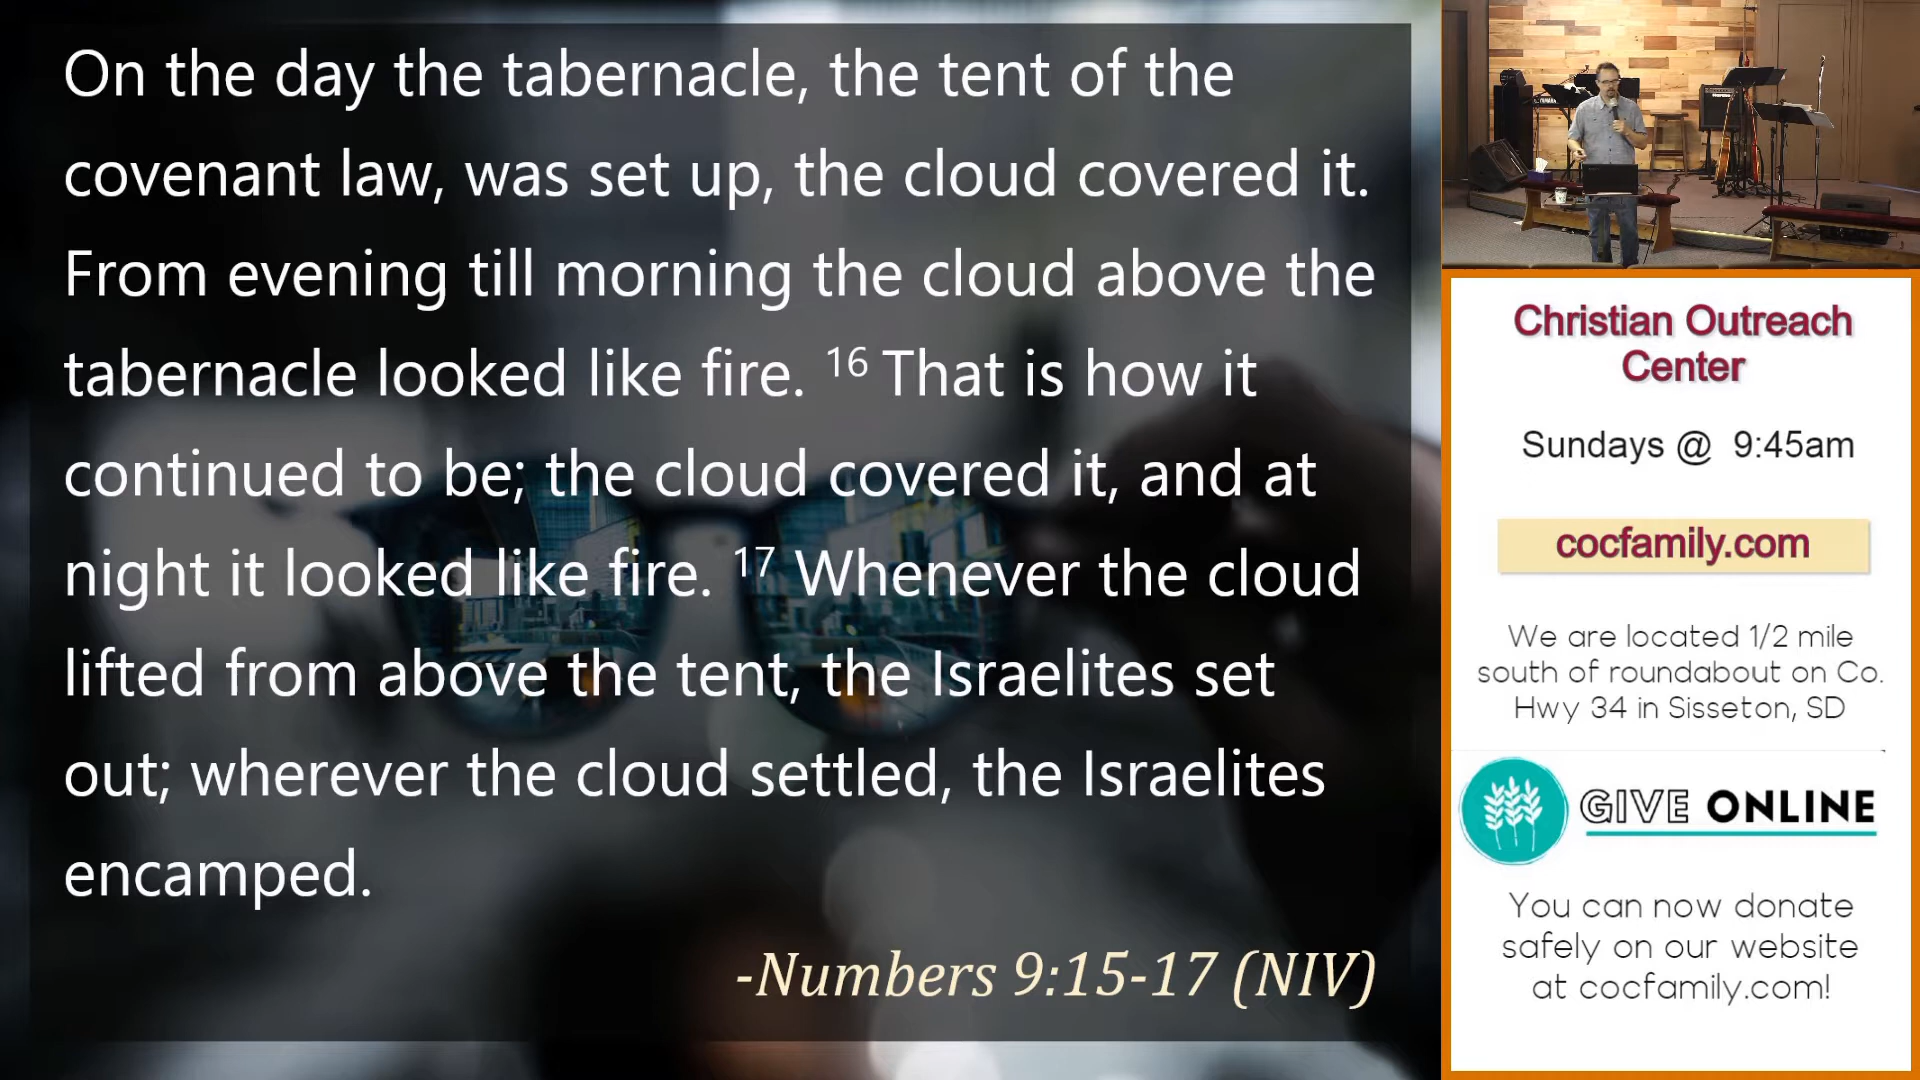 On the day the tabernacle, the tent of the
covenant law, was set up, the cloud covered it.
From evening till morning the cloud above the
tabernacle looked like fire. 16 That is how it
continued to be; the cloud covered it, and at
night it looked like fire. 17 Whenever the cloud
lifted from above the tent, the Israelites set
out; wherever the cloud settled, the Israelites
encamped.
-Numbers 9:15-17 (NIV)
Christian Outreach
Center
Sundays @ 9:45am
cocfamily.com
We are located 1/2 mile
south of roundabout on Co.
Hwy 34 in Sisseton, SD
GIVE ONLINE
You can now donate
safely on our website
at cocfamily.com!